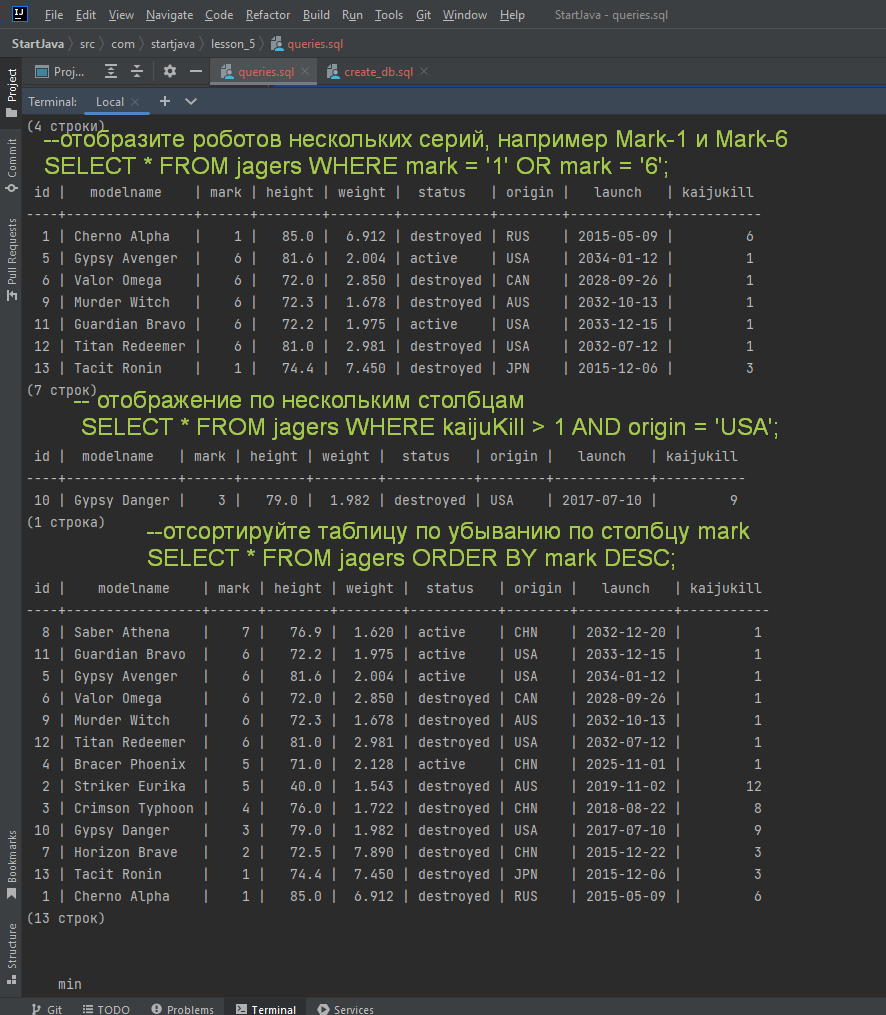 File Edit View Navigate Code Refactor Build Run Tools Git Window Help StartJava - queries.sql
StartJava src com startjava lesson_5 queries.sql
Project
Commit
Pull Requests
Bookmarks
Structure
Proj... queries.sql create_db.sql
Terminal: Local
(4 строки)
--отобразите роботов нескольких серий, например Mark-1 и Mark-6
SELECT * FROM jagers WHERE mark = '1' OR mark = '6';
id | modelname | mark | height | weight | status | origin | launch | kaijukill
----+----------------+------+--------+--------+-----------+--------+------------+-----------
1 | Cherno Alpha | 1 | 85.0 | 6.912 | destroyed | RUS | 2015-05-09 | 6
5 | Gypsy Avenger | 6 | 81.6 | 2.004 | active | USA | 2034-01-12 | 1
6 | Valor Omega | 6 | 72.0 | 2.850 | destroyed | CAN | 2028-09-26 | 1
9 | Murder Witch | 6 | 72.3 | 1.678 | destroyed | AUS | 2032-10-13 | 1
11 | Guardian Bravo | 6 | 72.2 | 1.975 | active | USA | 2033-12-15 | 1
12 | Titan Redeemer | 6 | 81.0 | 2.981 | destroyed | USA | 2032-07-12 | 1
13 | Tacit Ronin | 1 | 74.4 | 7.450 | destroyed | JPN | 2015-12-06 | 3
(7 строк)
-- отображение по нескольким столбцам
SELECT * FROM jagers WHERE kaijuKill > 1 AND origin = 'USA';
id | modelname | mark | height | weight | status | origin | launch | kaijukill
----+--------------+------+--------+--------+-----------+--------+------------+-----------
10 | Gypsy Danger | 3 | 79.0 | 1.982 | destroyed | USA | 2017-07-10 | 9
(1 строка)
--отсортируйте таблицу по убыванию по столбцу mark
SELECT * FROM jagers ORDER BY mark DESC;
id | modelname | mark | height | weight | status | origin | launch | kaijukill
----+-----------------+------+--------+--------+-----------+--------+------------+-----------
8 | Saber Athena | 7 | 76.9 | 1.620 | active | CHN | 2032-12-20 | 1
11 | Guardian Bravo | 6 | 72.2 | 1.975 | active | USA | 2033-12-15 | 1
5 | Gypsy Avenger | 6 | 81.6 | 2.004 | active | USA | 2034-01-12 | 1
6 | Valor Omega | 6 | 72.0 | 2.850 | destroyed | CAN | 2028-09-26 | 1
9 | Murder Witch | 6 | 72.3 | 1.678 | destroyed | AUS | 2032-10-13 | 1
12 | Titan Redeemer | 6 | 81.0 | 2.981 | destroyed | USA | 2032-07-12 | 1
4 | Bracer Phoenix | 5 | 71.0 | 2.128 | active | CHN | 2025-11-01 | 1
2 | Striker Eurika | 5 | 40.0 | 1.543 | destroyed | AUS | 2019-11-02 | 12
3 | Crimson Typhoon | 4 | 76.0 | 1.722 | destroyed | CHN | 2018-08-22 | 8
10 | Gypsy Danger | 3 | 79.0 | 1.982 | destroyed | USA | 2017-07-10 | 9
7 | Horizon Brave | 2 | 72.5 | 7.890 | destroyed | CHN | 2015-12-22 | 3
13 | Tacit Ronin | 1 | 74.4 | 7.450 | destroyed | JPN | 2015-12-06 | 3
1 | Cherno Alpha | 1 | 85.0 | 6.912 | destroyed | RUS | 2015-05-09 | 6
(13 строк)
min
Git TODO Problems Terminal Services